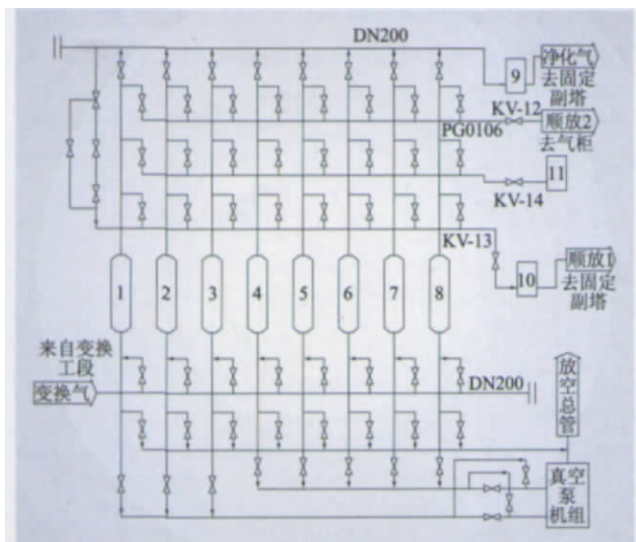 DN200
9
净化气
去固定
副塔
KV-12
顺放2
PG0106
去气柜
11
KV-14
KV-13
顺放1
10
去固定
副塔
1 2 3 4 5 6 7 8
来自变换
工段
变换气
DN200
放空总管
真空
泵
机组